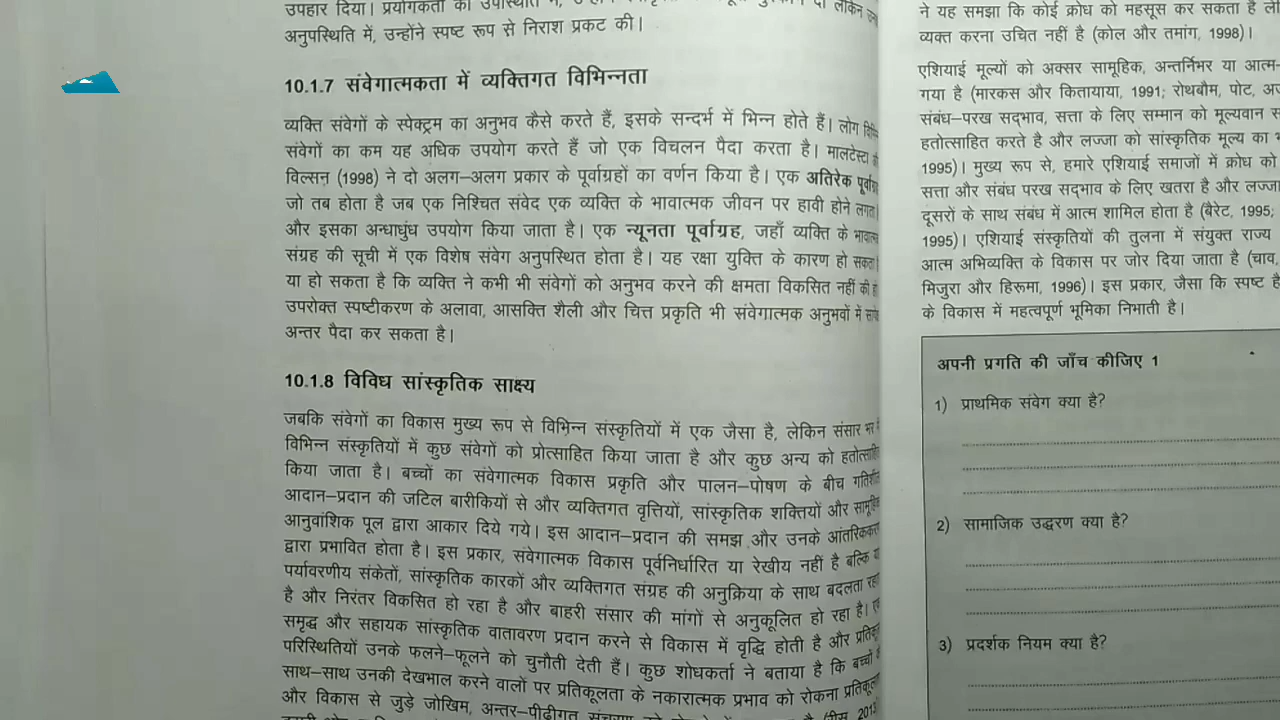 उपहार दिया। प्रयोगकर्ता की उपस्थिति में,
अनुपस्थिति में, उन्होंने स्पष्ट रूप से निराश प्रकट की।
10.1.7 संवेगात्मकता में व्यक्तिगत विभिन्नता
व्यक्ति संवेगों के स्पेक्ट्रम का अनुभव कैसे करते हैं, इसके सन्दर्भ में भिन्न होते हैं। लोग
संवेगों का कम यह अधिक उपयोग करते हैं जो एक विचलन पैदा करता है। मालटेस्टा
विल्सन (1998) ने दो अलग–अलग प्रकार के पूर्वाग्रहों का वर्णन किया है। एक अतिरेक पूर्वाग्रह
जो तब होता है जब एक निश्चित संवेद एक व्यक्ति के भावात्मक जीवन पर हावी होने लगता
और इसका अन्धाधुंध उपयोग किया जाता है। एक न्यूनता पूर्वाग्रह, जहाँ व्यक्ति के
संग्रह की सूची में एक विशेष संवेग अनुपस्थित होता है। यह रक्षा युक्ति के कारण हो सकता
या हो सकता है कि व्यक्ति ने कभी भी संवेगों को अनुभव करने की क्षमता विकसित नहीं की
उपरोक्त स्पष्टीकरण के अलावा, आसक्ति शैली और चित्त प्रकृति भी संवेगात्मक अनुभवों में
अन्तर पैदा कर सकता है।
10.1.8 विविध सांस्कृतिक साक्ष्य
जबकि संवेगों का विकास मुख्य रूप से विभिन्न संस्कृतियों में एक जैसा है, लेकिन संसार भर
विभिन्न संस्कृतियों में कुछ संवेगों को प्रोत्साहित किया जाता है और कुछ अन्य को
किया जाता है। बच्चों का संवेगात्मक विकास प्रकृति और पालन–पोषण के बीच
आदान–प्रदान की जटिल बारीकियों से और व्यक्तिगत वृत्तियों, सांस्कृतिक शक्तियों और
आनुवांशिक पूल द्वारा आकार दिये गये। इस आदान–प्रदान की समझ और उनके
द्वारा प्रभावित होता है। इस प्रकार, संवेगात्मक विकास पूर्वनिर्धारित या रेखीय नहीं है बल्कि
पर्यावरणीय संकेतों, सांस्कृतिक कारकों और व्यक्तिगत संग्रह की अनुक्रिया के साथ बदलता
है और निरंतर विकसित हो रहा है और बाहरी संसार की मांगों से अनुकूलित हो रहा है।
समृद्ध और सहायक सांस्कृतिक वातावरण प्रदान करने से विकास में वृद्धि होती है और
परिस्थितियों उनके फलने–फूलने को चुनौती देती हैं। कुछ शोधकर्ता ने बताया है कि बच्चों
साथ–साथ उनकी देखभाल करने वालों पर प्रतिकूलता के नकारात्मक प्रभाव को रोकना
और विकास से जुड़े जोखिम, अन्तर–पीढ़ीगत
ने यह समझा कि कोई क्रोध को महसूस कर सकता है
व्यक्त करना उचित नहीं है (कोल और तमांग, 1998)।
एशियाई मूल्यों को अक्सर सामूहिक, अन्तर्निभर या आत्म–
गया है (मारकस और कितायाया, 1991; रोथबौम, पोट,
संबंध–परख सद्भाव, सत्ता के लिए सम्मान को मूल्यवान
हतोत्साहित करते है और लज्जा को सांस्कृतिक मूल्य का
1995)। मुख्य रूप से, हमारे एशियाई समाजों में क्रोध को
सत्ता और संबंध परख सद्भाव के लिए खतरा है और लज्जा
दूसरों के साथ संबंध में आत्म शामिल होता है (बैरेट, 1995;
1995)। एशियाई संस्कृतियों की तुलना में संयुक्त राज्य
आत्म अभिव्यक्ति के विकास पर जोर दिया जाता है (चाव,
मिजुरा और हिरूमा, 1996)। इस प्रकार, जैसा कि स्पष्ट है
के विकास में महत्वपूर्ण भूमिका निभाती है।
अपनी प्रगति की जाँच कीजिए 1
1) प्राथमिक संवेग क्या है?
2) सामाजिक उद्धरण क्या है?
3) प्रदर्शक नियम क्या है?